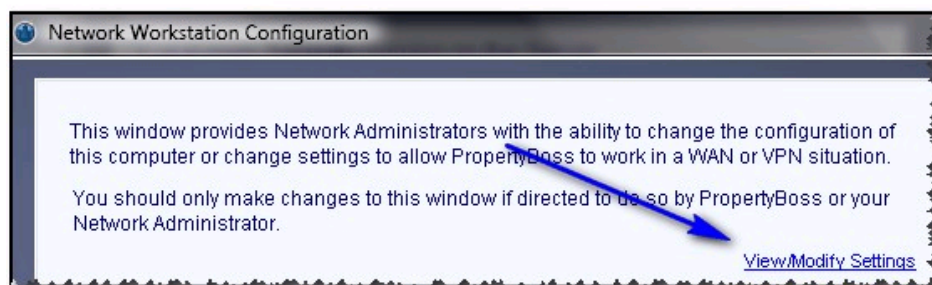 Network Workstation Configuration
This window provides Network Administrators with the ability to change the configuration of
this computer or change settings to allow PropertyBoss to work in a WAN or VPN situation.
You should only make changes to this window if directed to do so by PropertyBoss or your
Network Administrator.
View/Modify Settings